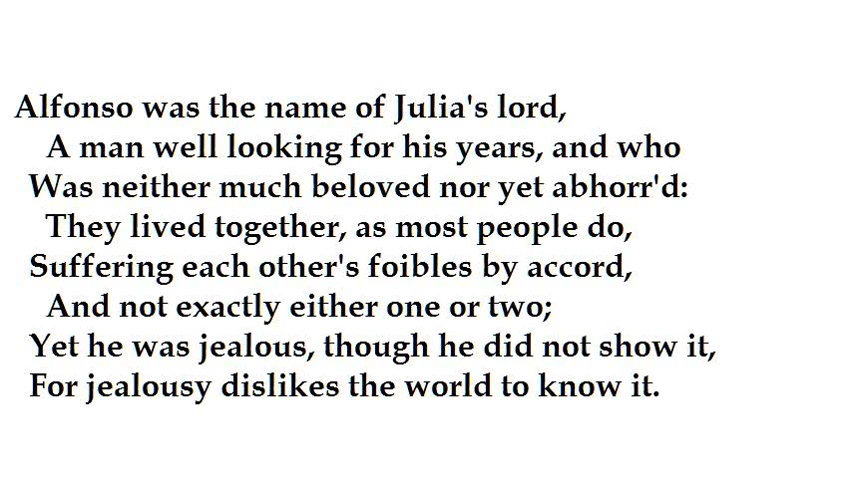 Alfonso was the name of Julia's lord,
A man well looking for his years, and who
Was neither much beloved nor yet abhorr'd:
They lived together, as most people do,
Suffering each other's foibles by accord,
And not exactly either one or two;
Yet he was jealous, though he did not show it,
For jealousy dislikes the world to know it.